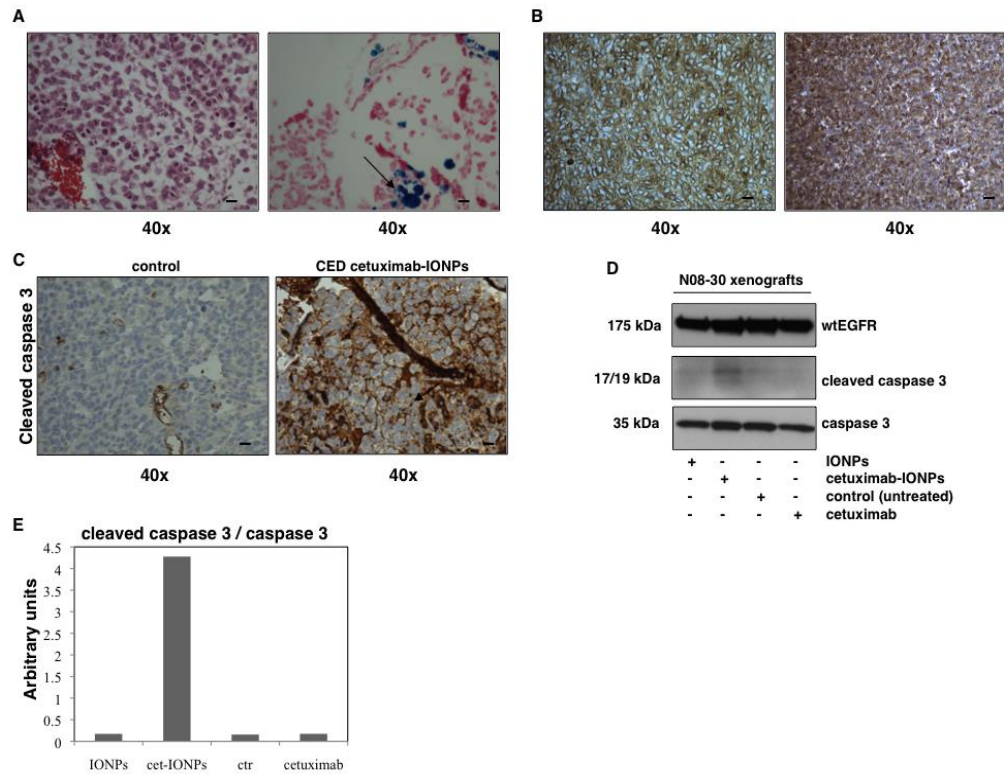 A
40x
40x
B
40x
40x
C
control
CED cetuximab-IONPs
Cleaved caspase 3
40x
40x
D
N08-30 xenografts
175 kDa
wtEGFR
17/19 kDa
cleaved caspase 3
35 kDa
caspase 3
+ - - - IONPs
- + - - cetuximab-IONPs
- - + - control (untreated)
- - - + cetuximab
E
cleaved caspase 3 / caspase 3
Arbitrary units
4.5
4
3.5
3
2.5
2
1.5
1
0.5
0
IONPs cet-IONPs ctr cetuximab